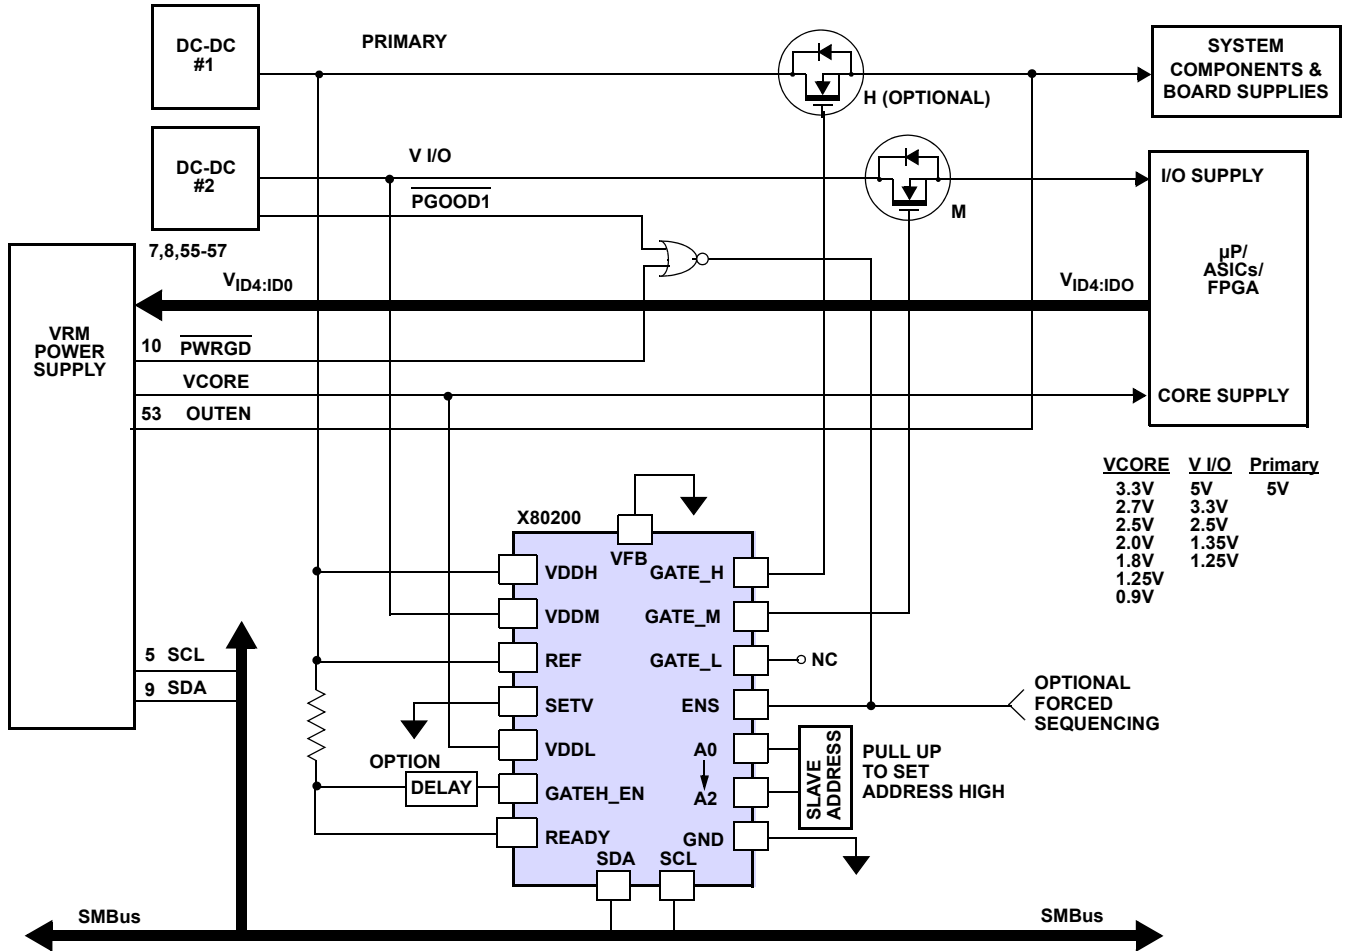 DC-DC
#1
PRIMARY
H (OPTIONAL)
SYSTEM
COMPONENTS &
BOARD SUPPLIES
DC-DC
#2
V I/O
PGOOD1
M
I/O SUPPLY
µP/
ASICs/
FPGA
7,8,55-57
VID4:ID0
VID4:IDO
VRM
POWER
SUPPLY
10 PWRGD
VCORE
CORE SUPPLY
53 OUTEN
VCORE V I/O Primary
3.3V 5V 5V
2.7V 3.3V
2.5V 2.5V
2.0V 1.35V
1.8V 1.25V
1.25V
0.9V
X80200
VFB
VDDH GATE_H
VDDM GATE_M
REF GATE_L NC
SETV ENS
OPTIONAL
FORCED
SEQUENCING
VDDL A0
OPTION
DELAY
GATEH_EN A2
SLAVE
ADDRESS
PULL UP
TO SET
ADDRESS HIGH
READY GND
SDA SCL
5 SCL
9 SDA
SMBus SMBus